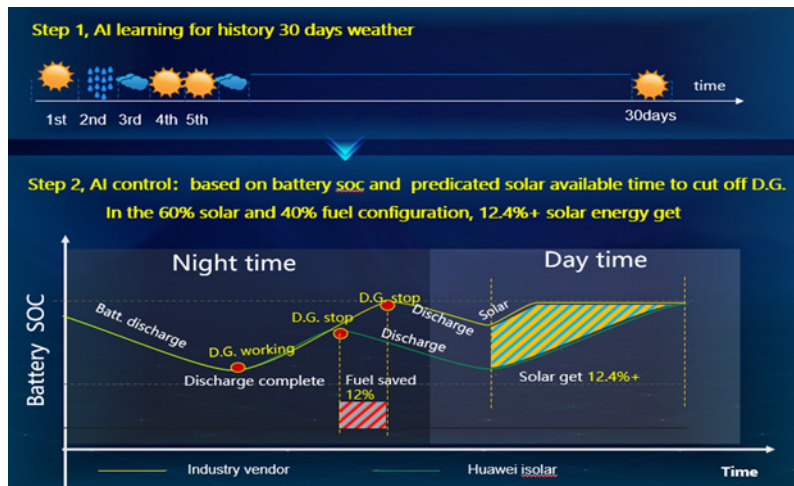 Step 1, AI learning for history 30 days weather
time
1st 2nd 3rd 4th 5th
30days
Step 2, AI control: based on battery soc and predicated solar available time to cut off D.G.
In the 60% solar and 40% fuel configuration, 12.4%+ solar energy get
Night time
Day time
Battery SOC
Batt. discharge
D.G. working
Discharge complete
D.G. stop
D.G. stop
Discharge
Discharge
Solar
Fuel saved
12%
Solar get 12.4%+
Industry vendor
Huawei isolar
Time